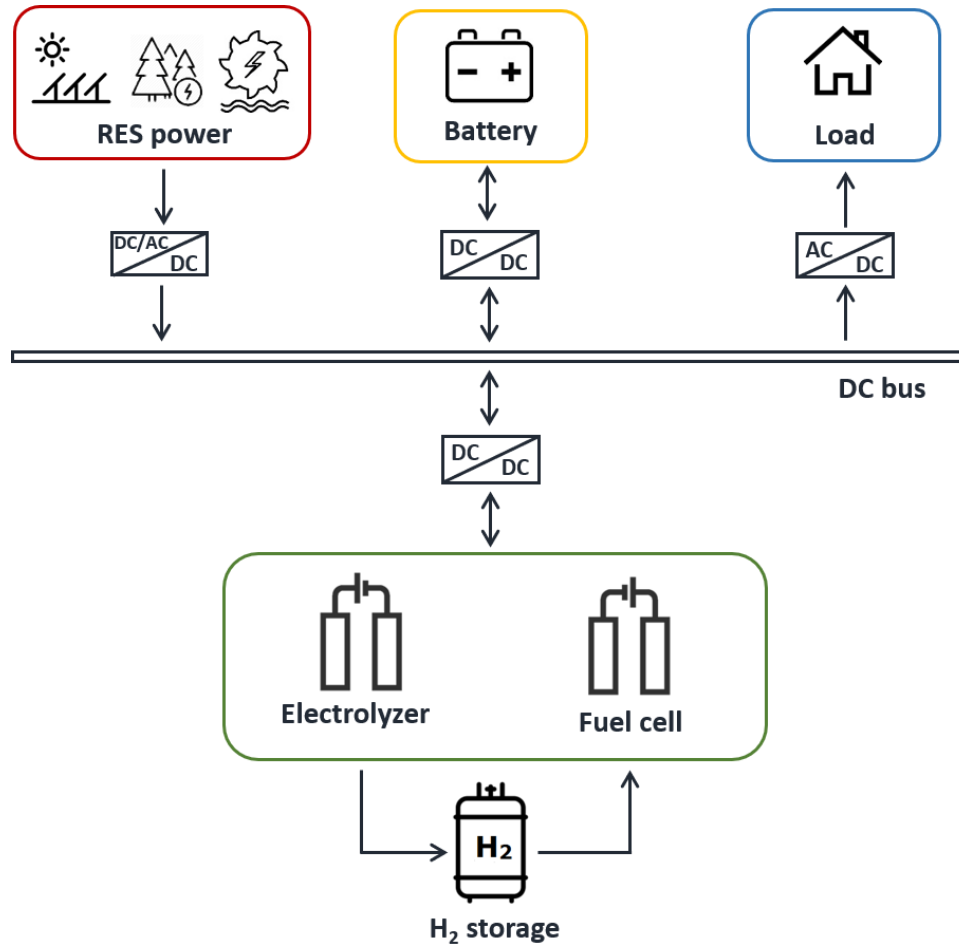 RES power
Battery
Load
DC/AC
DC
DC
DC
AC
DC
DC bus
DC
DC
Electrolyzer
Fuel cell
H₂
H₂ storage